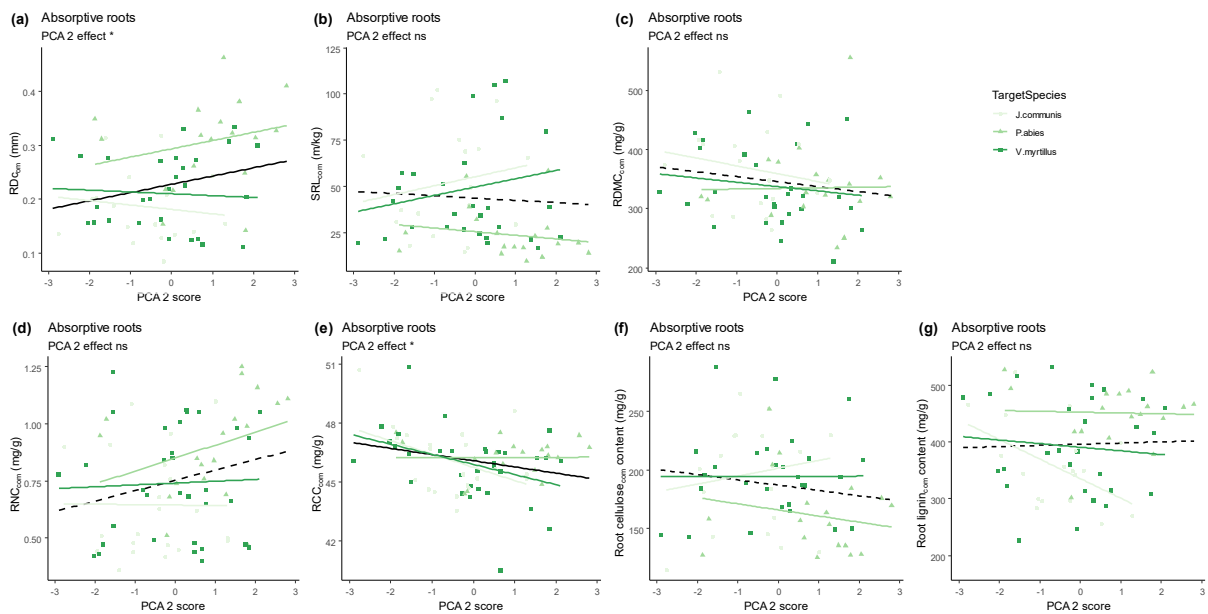 (a) Absorptive roots
PCA 2 effect *
RDcom (mm)
0.4
0.3
0.2
0.1
-3 -2 -1 0 1 2 3
PCA 2 score
(b) Absorptive roots
PCA 2 effect ns
SRLcom (m/kg)
125
100
75
50
25
-3 -2 -1 0 1 2 3
PCA 2 score
(c) Absorptive roots
PCA 2 effect ns
RDMCcom (mg/g)
500
400
300
200
-3 -2 -1 0 1 2 3
PCA 2 score
TargetSpecies
J.communis
P.abies
V.myrtillus
(d) Absorptive roots
PCA 2 effect ns
RNCcom (mg/g)
1.25
1.00
0.75
0.50
-3 -2 -1 0 1 2 3
PCA 2 score
(e) Absorptive roots
PCA 2 effect *
RCCcom (mg/g)
51
48
45
42
-3 -2 -1 0 1 2 3
PCA 2 score
(f) Absorptive roots
PCA 2 effect ns
Root cellulosecom content (mg/g)
300
250
200
150
-3 -2 -1 0 1 2 3
PCA 2 score
(g) Absorptive roots
PCA 2 effect ns
Root lignincom content (mg/g)
500
400
300
200
-3 -2 -1 0 1 2 3
PCA 2 score